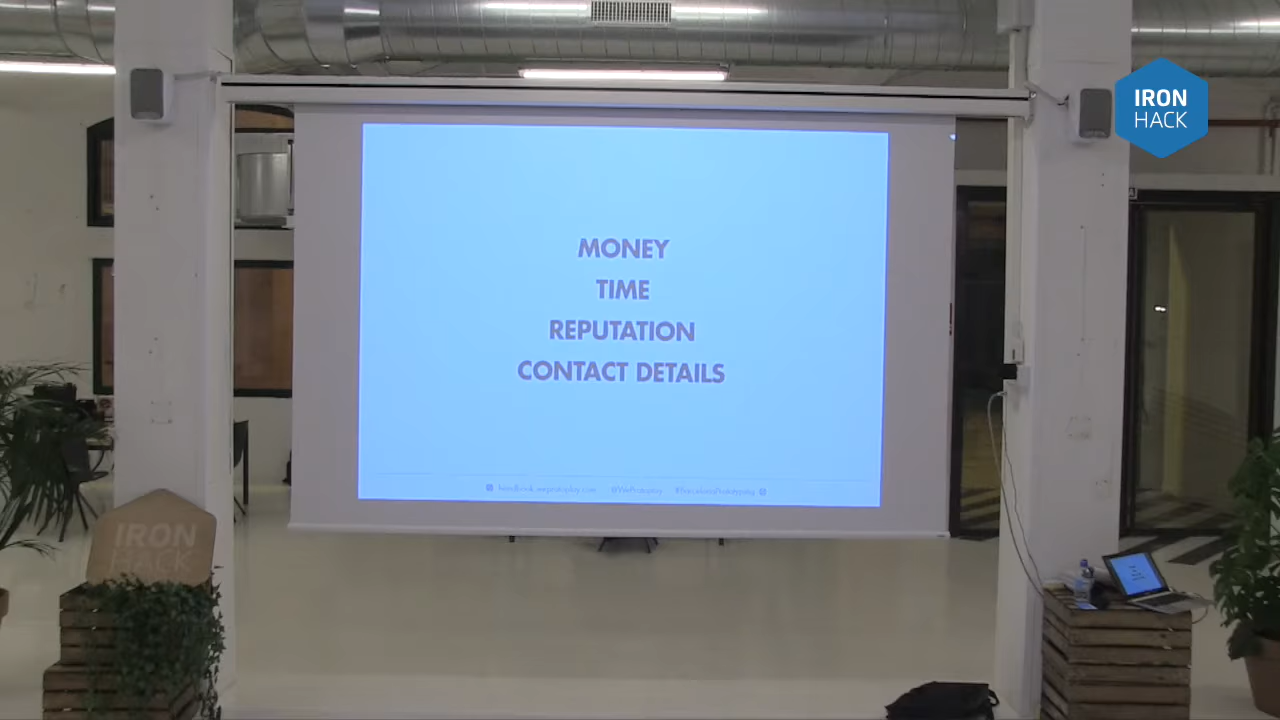 IRON
HACK
MONEY
TIME
REPUTATION
CONTACT DETAILS
IRON
HACK